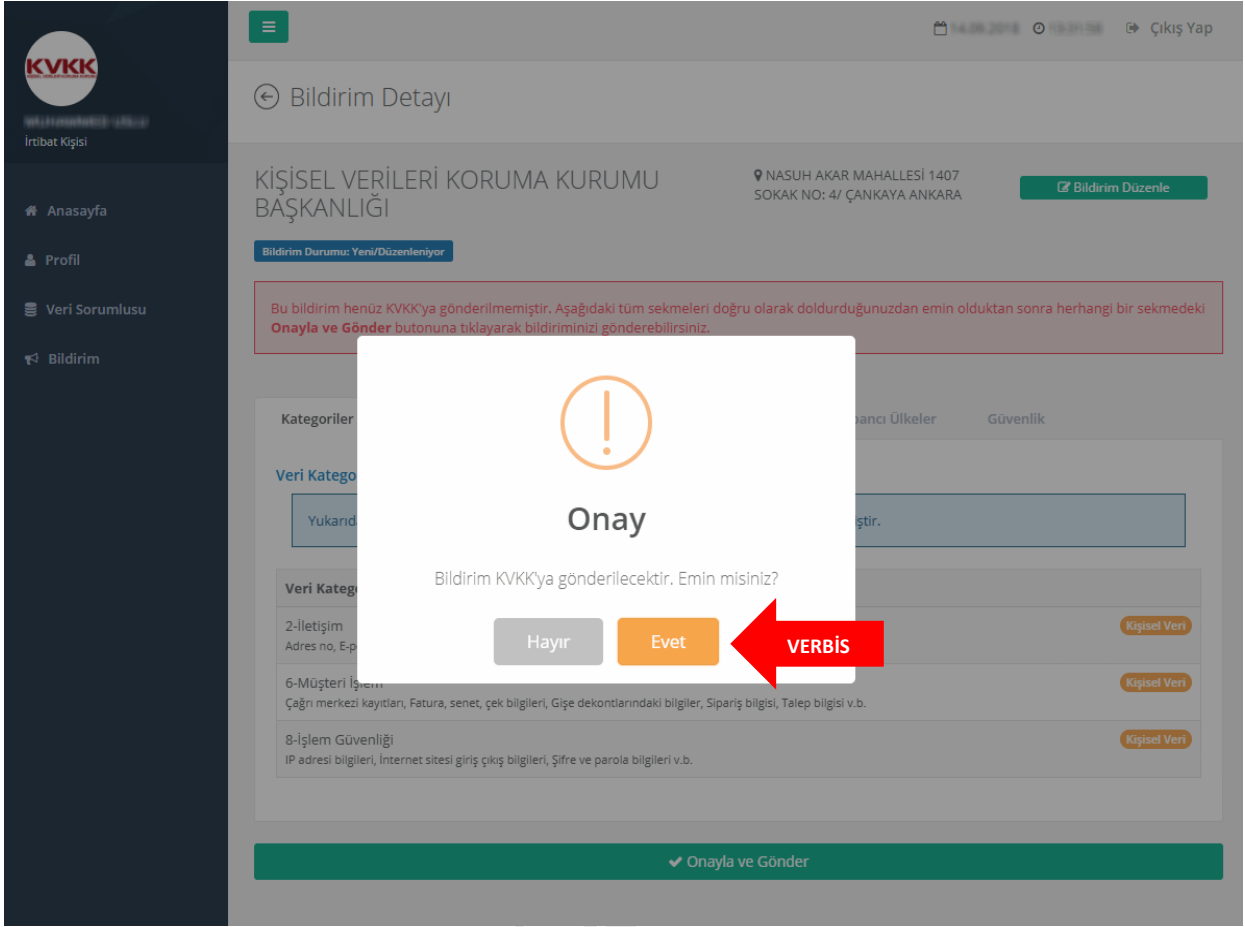 Çıkış Yap
KVKK
İrtibat Kişisi
Anasayfa
Profil
Veri Sorumlusu
Bildirim
Bildirim Detayı
KİŞİSEL VERİLERİ KORUMA KURUMU
BAŞKANLIĞI
NASUH AKAR MAHALLESİ 1407
SOKAK NO: 4/ ÇANKAYA ANKARA
Bildirim Düzenle
Bildirim Durumu: Yeni/Düzenleniyor
Bu bildirim henüz KVKK'ya gönderilmemiştir. Aşağıdaki tüm sekmeleri doğru olarak doldurduğunuzdan emin olduktan sonra herhangi bir sekmedeki
Onayla ve Gönder butonuna tıklayarak bildiriminizi gönderebilirsiniz.
Kategoriler
Ülkeler
Güvenlik
Veri
Onay
Bildirim KVKK'ya gönderilecektir. Emin misiniz?
Hayır
Evet
VERBİS
Veri
2-İletişim
Adres no,
Kişisel Veri
6-Müşteri İşlem
Çağrı merkezi kayıtları, Fatura, senet, çek bilgileri, Gişe dekontlarındaki bilgiler, Sipariş bilgisi, Talep bilgisi v.b.
Kişisel Veri
8-İşlem Güvenliği
IP adresi bilgileri, İnternet sitesi giriş çıkış bilgileri, Şifre ve parola bilgileri v.b.
Kişisel Veri
Onayla ve Gönder